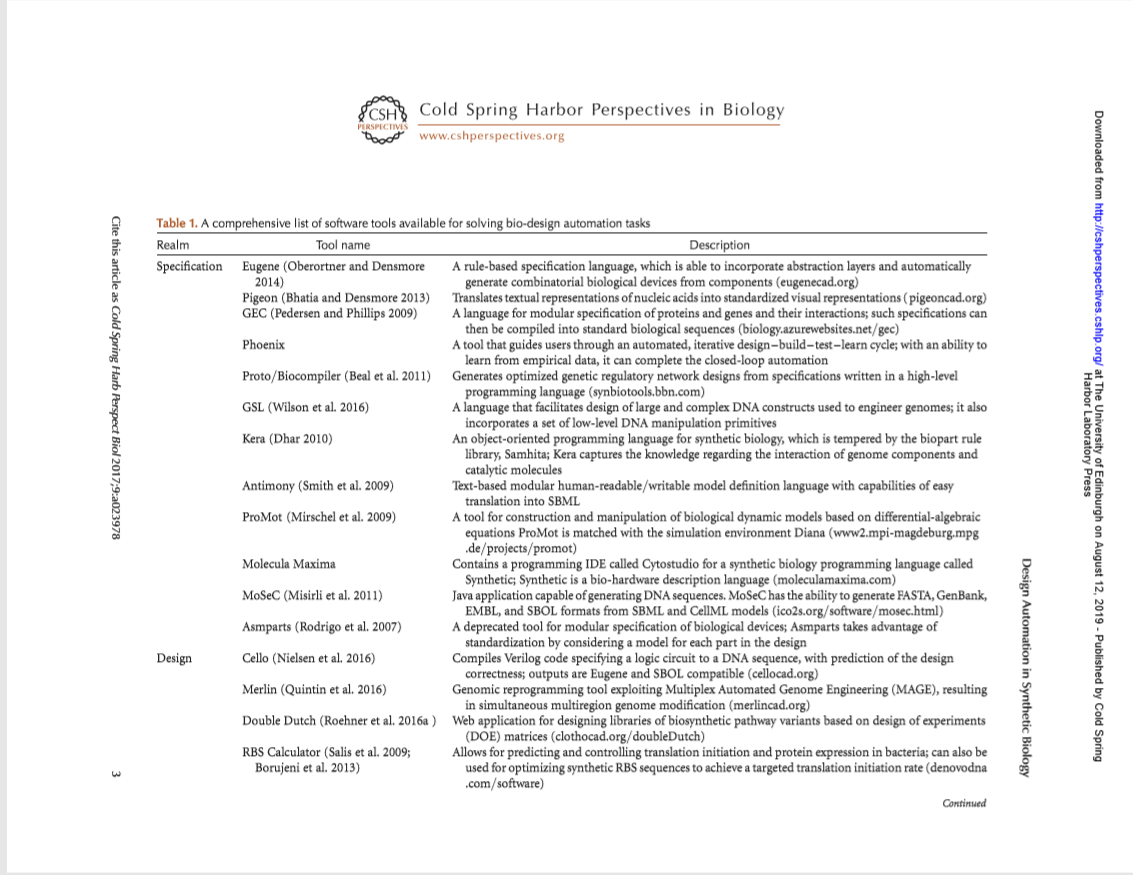 CSH
PERSPECTIVES
Cold Spring Harbor Perspectives in Biology
www.cshperspectives.org
Table 1. A comprehensive list of software tools available for solving bio-design automation tasks
Realm Tool name Description
Specification Eugene (Oberortner and Densmore A rule-based specification language, which is able to incorporate abstraction layers and automatically
2014) generate combinatorial biological devices from components (eugenecad.org)
Pigeon (Bhatia and Densmore 2013) Translates textual representations of nucleic acids into standardized visual representations (pigeoncad.org)
GEC (Pedersen and Phillips 2009) A language for modular specification of proteins and genes and their interactions; such specifications can
then be compiled into standard biological sequences (biology.azurewebsites.net/gec)
Phoenix A tool that guides users through an automated, iterative design–build–test–learn cycle; with an ability to
learn from empirical data, it can complete the closed-loop automation
Proto/Biocompiler (Beal et al. 2011) Generates optimized genetic regulatory network designs from specifications written in a high-level
programming language (synbiotools.bbn.com)
GSL (Wilson et al. 2016) A language that facilitates design of large and complex DNA constructs used to engineer genomes; it also
incorporates a set of low-level DNA manipulation primitives
Kera (Dhar 2010) An object-oriented programming language for synthetic biology, which is tempered by the biopart rule
library, Samhita; Kera captures the knowledge regarding the interaction of genome components and
catalytic molecules
Antimony (Smith et al. 2009) Text-based modular human-readable/writable model definition language with capabilities of easy
translation into SBML
ProMot (Mirschel et al. 2009) A tool for construction and manipulation of biological dynamic models based on differential-algebraic
equations ProMot is matched with the simulation environment Diana (www2.mpi-magdeburg.mpg
.de/projects/promot)
Molecula Maxima Contains a programming IDE called Cytostudio for a synthetic biology programming language called
Synthetic; Synthetic is a bio-hardware description language (moleculamaxima.com)
MoSeC (Misirli et al. 2011) Java application capable of generating DNA sequences. MoSeC has the ability to generate FASTA, GenBank,
EMBL, and SBOL formats from SBML and CellML models (ico2s.org/software/mosec.html)
Asmparts (Rodrigo et al. 2007) A deprecated tool for modular specification of biological devices; Asmparts takes advantage of
standardization by considering a model for each part in the design
Design Cello (Nielsen et al. 2016) Compiles Verilog code specifying a logic circuit to a DNA sequence, with prediction of the design
correctness; outputs are Eugene and SBOL compatible (cellocad.org)
Merlin (Quintin et al. 2016) Genomic reprogramming tool exploiting Multiplex Automated Genome Engineering (MAGE), resulting
in simultaneous multiregion genome modification (merlincad.org)
Double Dutch (Roehner et al. 2016a ) Web application for designing libraries of biosynthetic pathway variants based on design of experiments
(DOE) matrices (clothocad.org/doubleDutch)
RBS Calculator (Salis et al. 2009; Allows for predicting and controlling translation initiation and protein expression in bacteria; can also be
Borujeni et al. 2013) used for optimizing synthetic RBS sequences to achieve a targeted translation initiation rate (denovodna
.com/software)
Continued
Cite this article as Cold Spring Harb Perspect Biol 2017;9:a023978
3
Design Automation in Synthetic Biology
Downloaded from http://cshperspectives.cshlp.org/ at The University of Edinburgh on August 12, 2019 - Published by Cold Spring
Harbor Laboratory Press